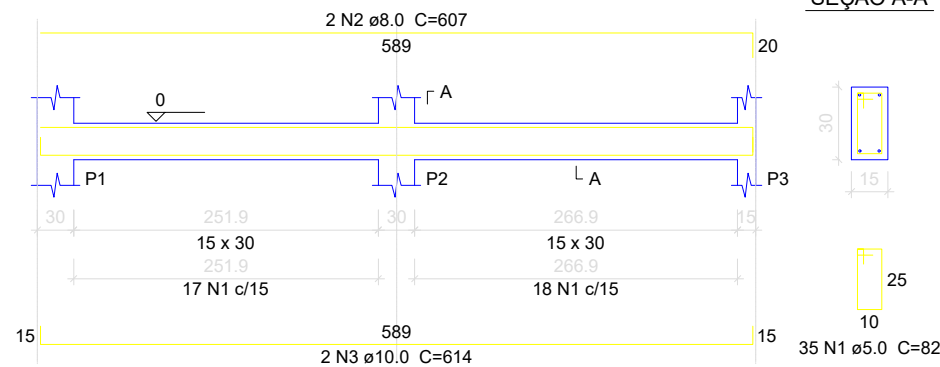 SEÇÃO A-A
2 N2 ø8.0 C=607
589
20
0
A
30
P1
P2
A
P3
15
30
251.9
30
266.9
15
15 x 30
15 x 30
251.9
266.9
17 N1 c/15
18 N1 c/15
25
10
35 N1 ø5.0 C=82
15
589
15
2 N3 ø10.0 C=614